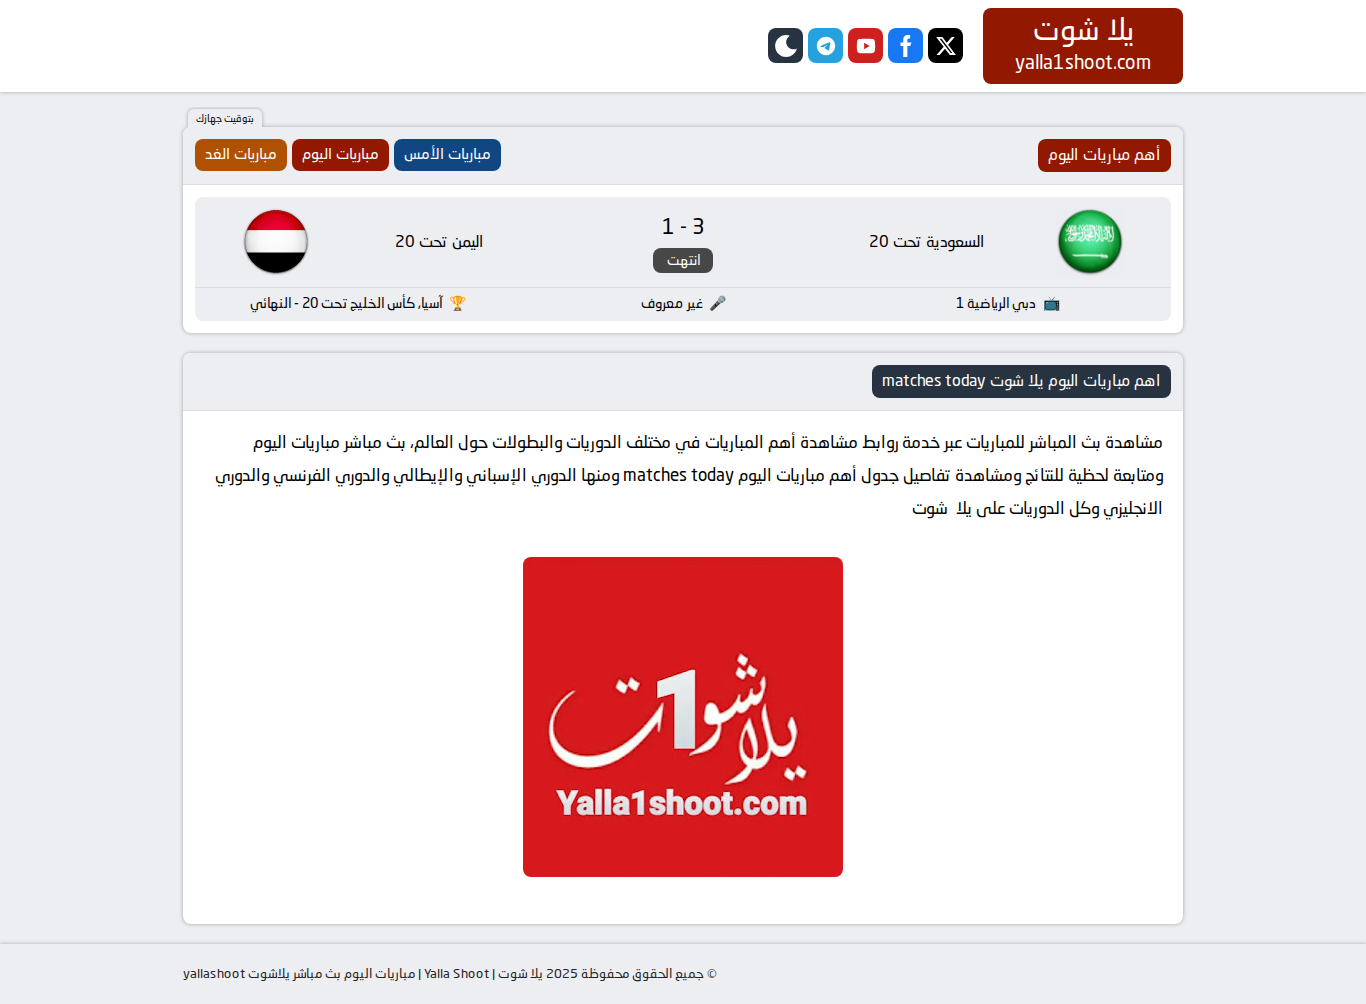 يلا شوت
yalla1shoot.com
بتوقيت جهازك
أهم مباريات اليوم
مباريات الأمس
مباريات اليوم
مباريات الغد
السعودية تحت 20
3 - 1
انتهت
اليمن تحت 20
دبي الرياضية 1
غير معروف
آسيا, كأس الخليج تحت 20 - النهائي
اهم مباريات اليوم يلا شوت matches today
مشاهدة بث المباشر للمباريات عبر خدمة روابط مشاهدة أهم المباريات في مختلف الدوريات والبطولات حول العالم، بث مباشر مباريات اليوم
ومتابعة لحظية للنتائج ومشاهدة تفاصيل جدول أهم مباريات اليوم matches today ومنها الدوري الإسباني والإيطالي والدوري الفرنسي والدوري
الانجليزي وكل الدوريات على يلا شوت
يلا شوت 1
Yalla1shoot.com
© جميع الحقوق محفوظة 2025 يلا شوت | Yalla Shoot | مباريات اليوم بث مباشر يلاشوت yallashoot